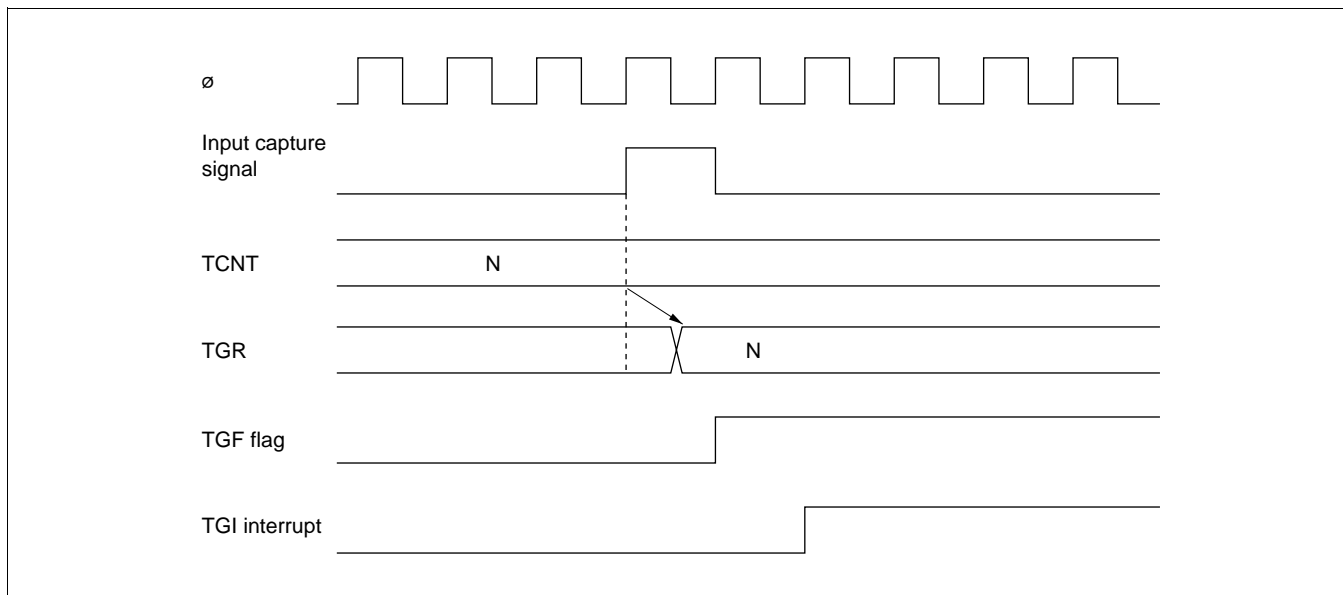 ø
Input capture
signal
TCNT
N
TGR
N
TGF flag
TGI interrupt